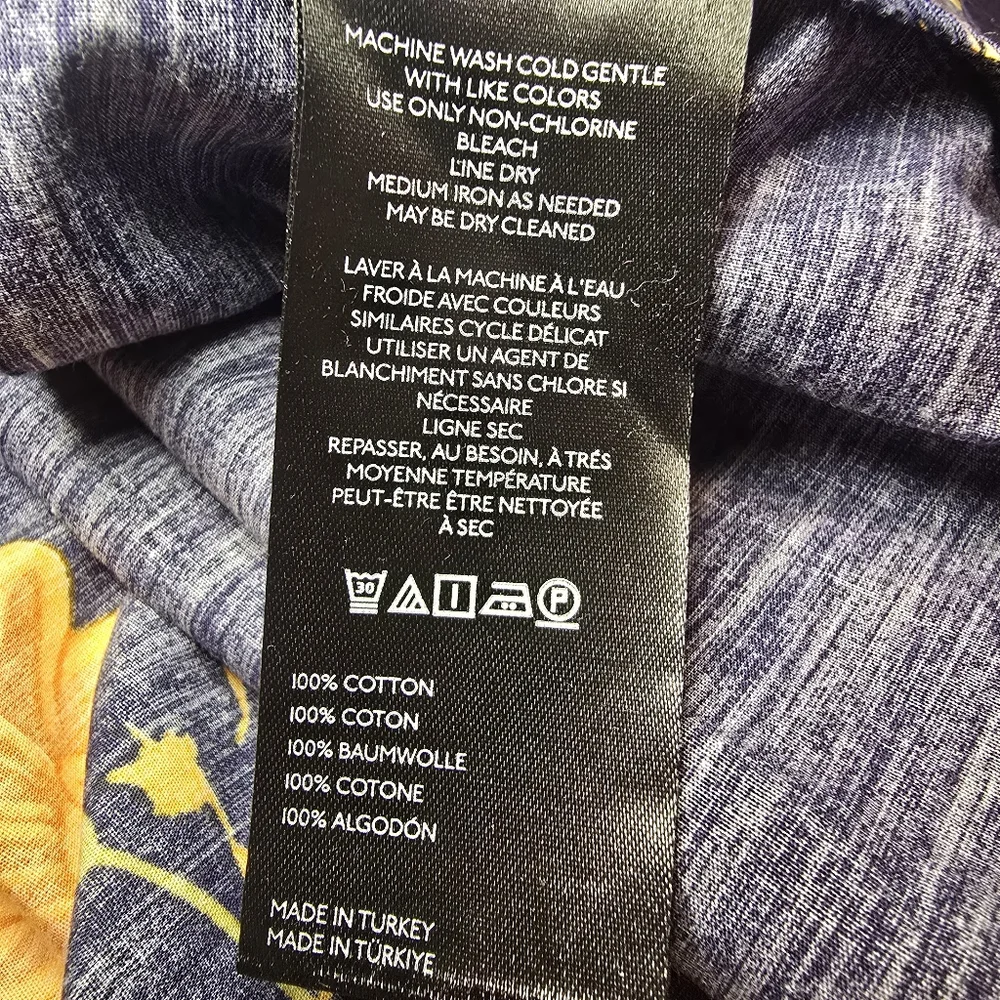 MACHINE WASH COLD GENTLE
WITH LIKE COLORS
USE ONLY NON-CHLORINE
BLEACH
LINE DRY
MEDIUM IRON AS NEEDED
MAY BE DRY CLEANED
LAVER À LA MACHINE À L'EAU
FROIDE AVEC COULEURS
SIMILAIRES CYCLE DÉLICAT
UTILISER UN AGENT DE
BLANCHIMENT SANS CHLORE SI
NÉCESSAIRE
LIGNE SEC
REPASSER, AU BESOIN, À TRÉS
MOYENNE TEMPÉRATURE
PEUT-ÊTRE ÊTRE NETTOYÉE
À SEC
30 P
100% COTTON
100% COTON
100% BAUMWOLLE
100% COTONE
100% ALGODÓN
MADE IN TURKEY
MADE IN TÜRKIYE